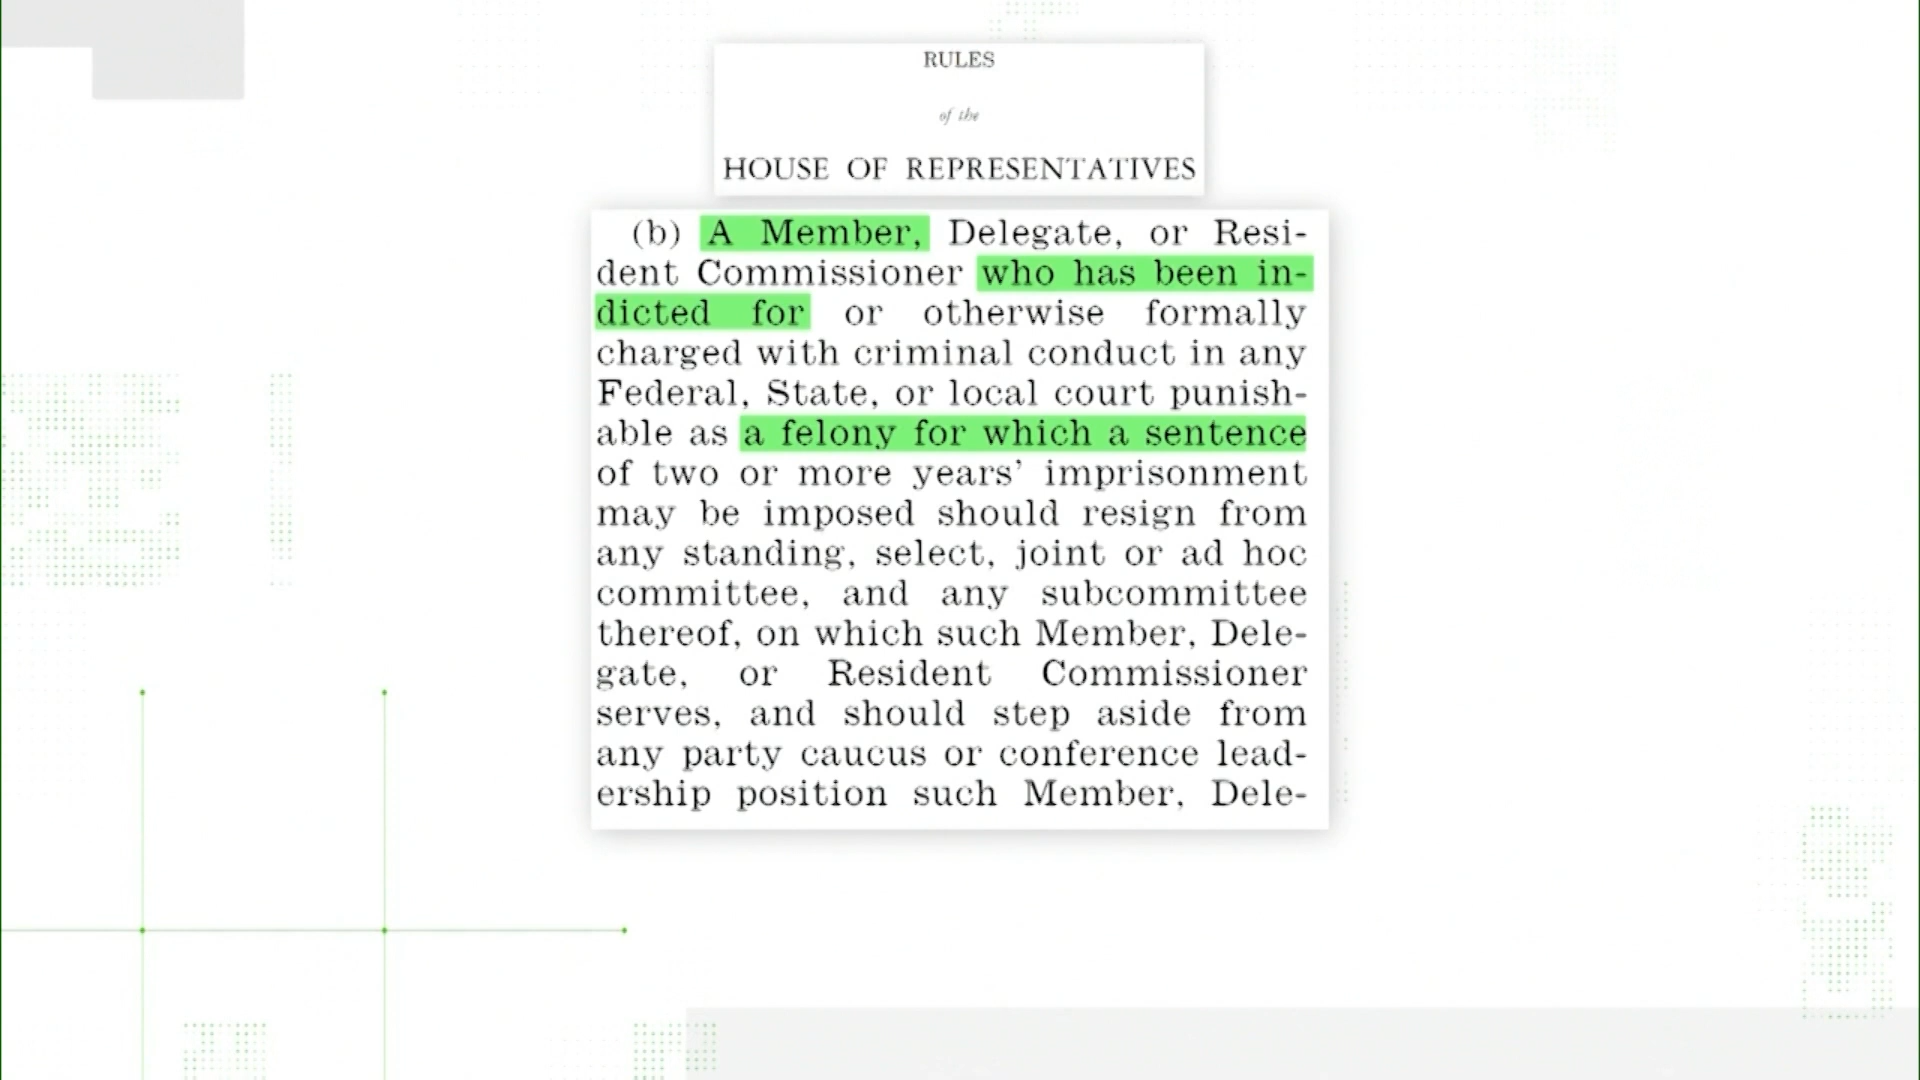 RULES
of the
HOUSE OF REPRESENTATIVES
(b) A Member, Delegate, or Resi-
dent Commissioner who has been in-
dicted for or otherwise formally
charged with criminal conduct in any
Federal, State, or local court punish-
able as a felony for which a sentence
of two or more years’ imprisonment
may be imposed should resign from
any standing, select, joint or ad hoc
committee, and any subcommittee
thereof, on which such Member, Dele-
gate, or Resident Commissioner
serves, and should step aside from
any party caucus or conference lead-
ership position such Member, Dele-